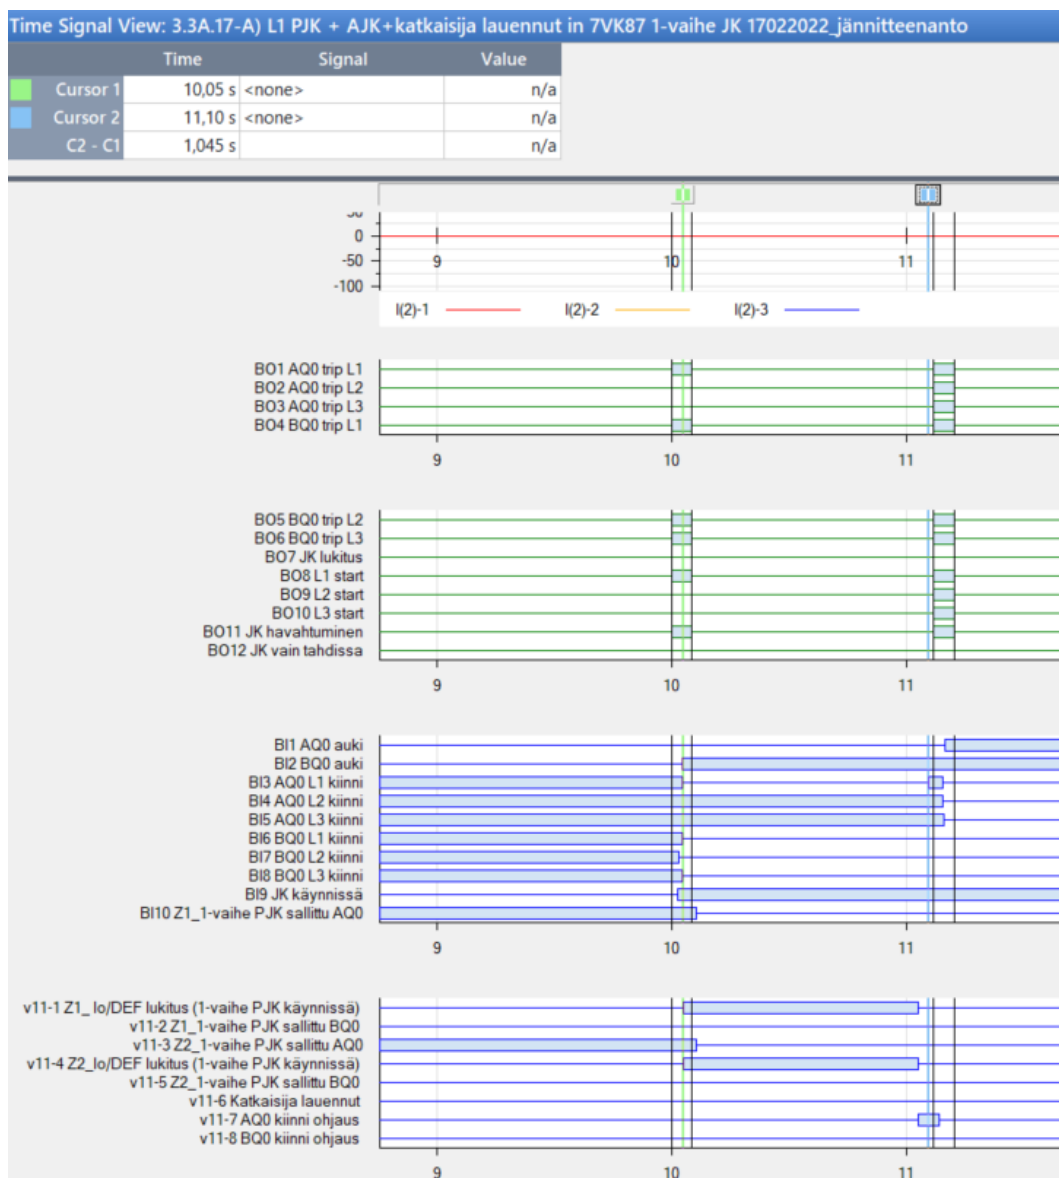 Time Signal View: 3.3A.17-A) L1 PJK + AJK+katkaisija lauennut in 7VK87 1-vaihe JK 17022022_jännitteenanto
Time Signal Value
Cursor 1 10,05 s <none> n/a
Cursor 2 11,10 s <none> n/a
C2 - C1 1,045 s n/a
0
-50
-100
9 10 11
I(2)-1 I(2)-2 I(2)-3
BO1 AQ0 trip L1
BO2 AQ0 trip L2
BO3 AQ0 trip L3
BO4 BQ0 trip L1
9 10 11
BO5 BQ0 trip L2
BO6 BQ0 trip L3
BO7 JK lukitus
BO8 L1 start
BO9 L2 start
BO10 L3 start
BO11 JK havahtuminen
BO12 JK vain tahdissa
9 10 11
BI1 AQ0 auki
BI2 BQ0 auki
BI3 AQ0 L1 kiinni
BI4 AQ0 L2 kiinni
BI5 AQ0 L3 kiinni
BI6 BQ0 L1 kiinni
BI7 BQ0 L2 kiinni
BI8 BQ0 L3 kiinni
BI9 JK käynnissä
BI10 Z1_1-vaihe PJK sallittu AQ0
9 10 11
v11-1 Z1_ Io/DEF lukitus (1-vaihe PJK käynnissä)
v11-2 Z1_1-vaihe PJK sallittu BQ0
v11-3 Z2_1-vaihe PJK sallittu AQ0
v11-4 Z2_Io/DEF lukitus (1-vaihe PJK käynnissä)
v11-5 Z2_1-vaihe PJK sallittu BQ0
v11-6 Katkaisija lauennut
v11-7 AQ0 kiinni ohjaus
v11-8 BQ0 kiinni ohjaus
9 10 11